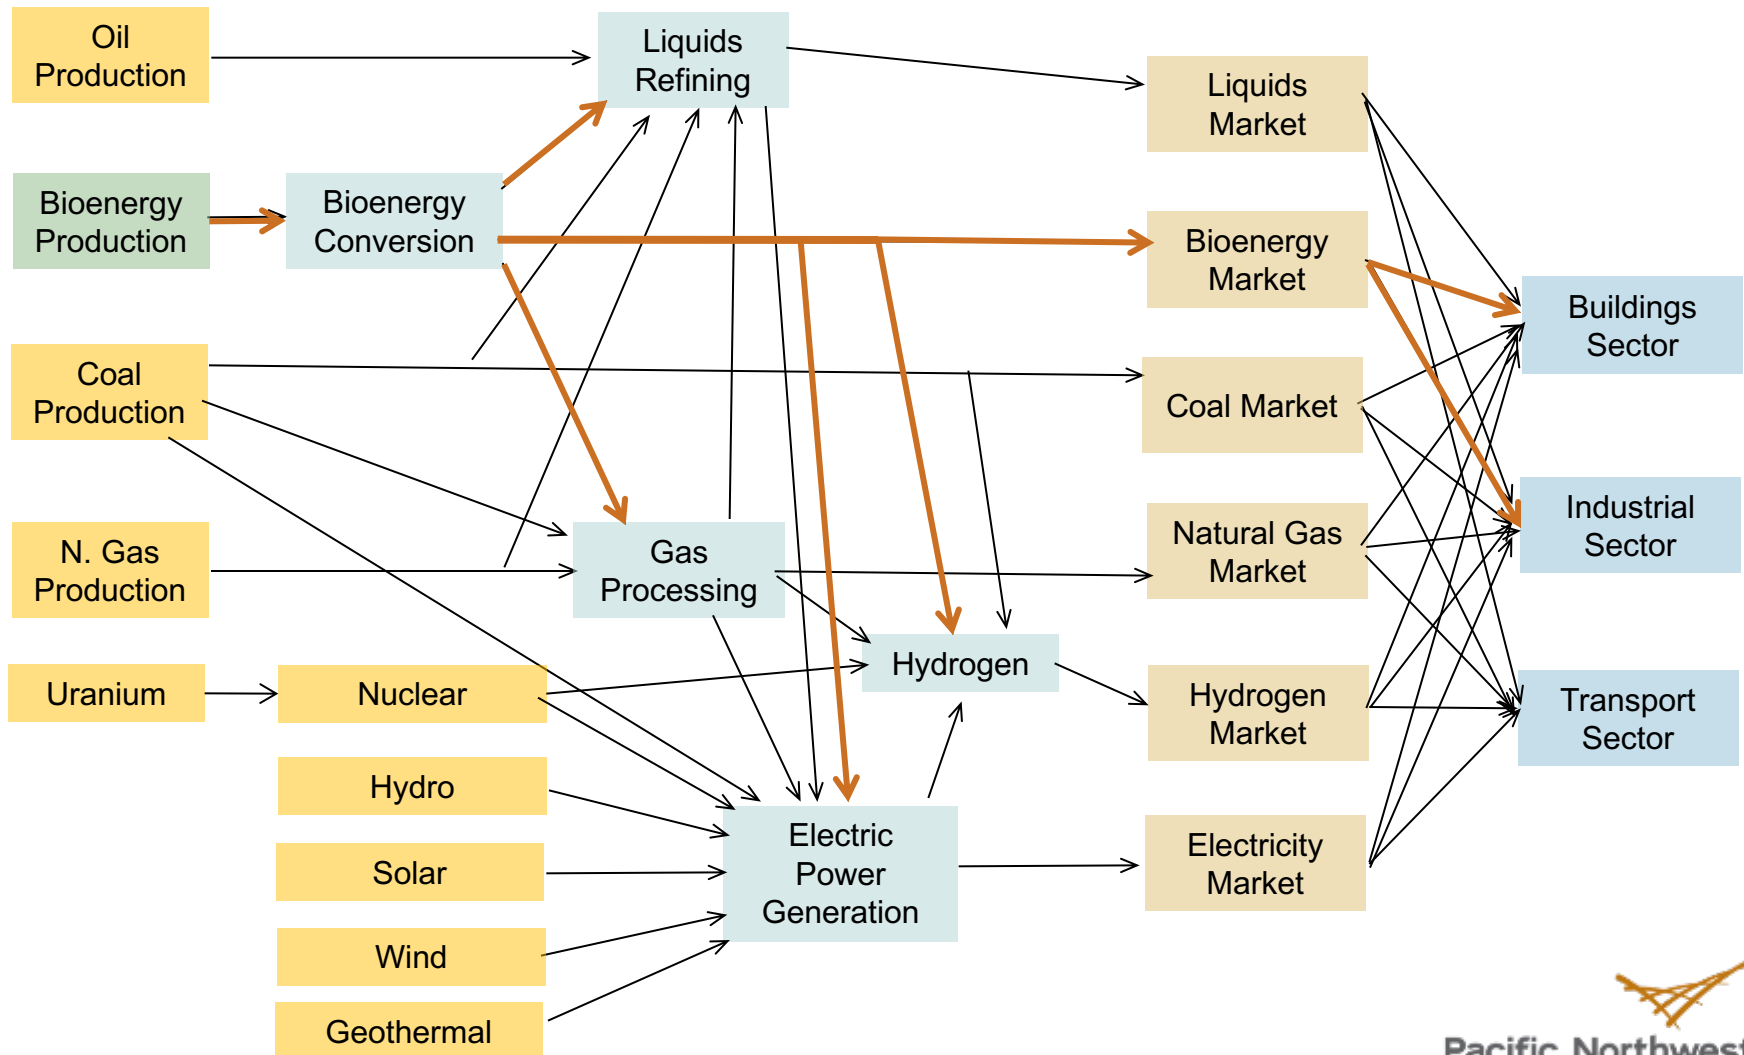 Oil
Production
Liquids
Refining
Liquids
Market
Bioenergy
Production
Bioenergy
Conversion
Bioenergy
Market
Buildings
Sector
Coal
Production
Coal Market
Industrial
Sector
N. Gas
Production
Gas
Processing
Natural Gas
Market
Uranium
Nuclear
Hydrogen
Hydrogen
Market
Transport
Sector
Hydro
Solar
Wind
Geothermal
Electric
Power
Generation
Electricity
Market
Pacific Northwest